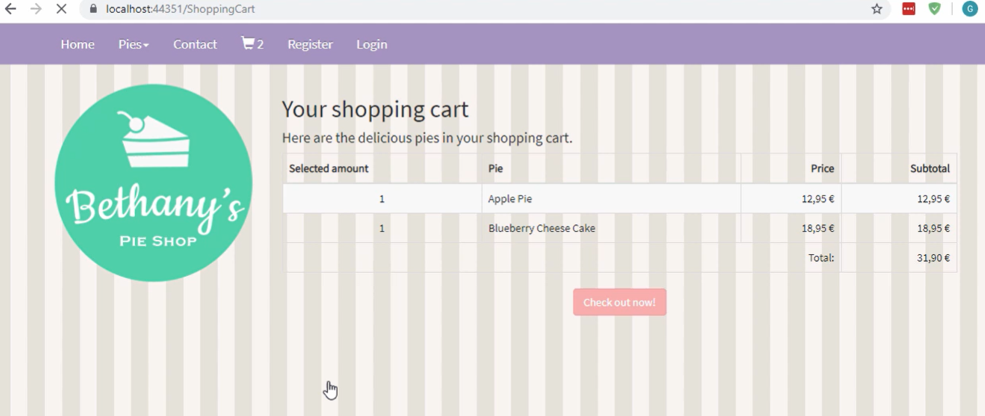 localhost:44351/ShoppingCart
G
Home Pies Contact 2 Register Login
Bethany's
PIE SHOP
Your shopping cart
Here are the delicious pies in your shopping cart.
Selected amount Pie Price Subtotal
1 Apple Pie 12,95 € 12,95 €
1 Blueberry Cheese Cake 18,95 € 18,95 €
Total: 31,90 €
Check out now!